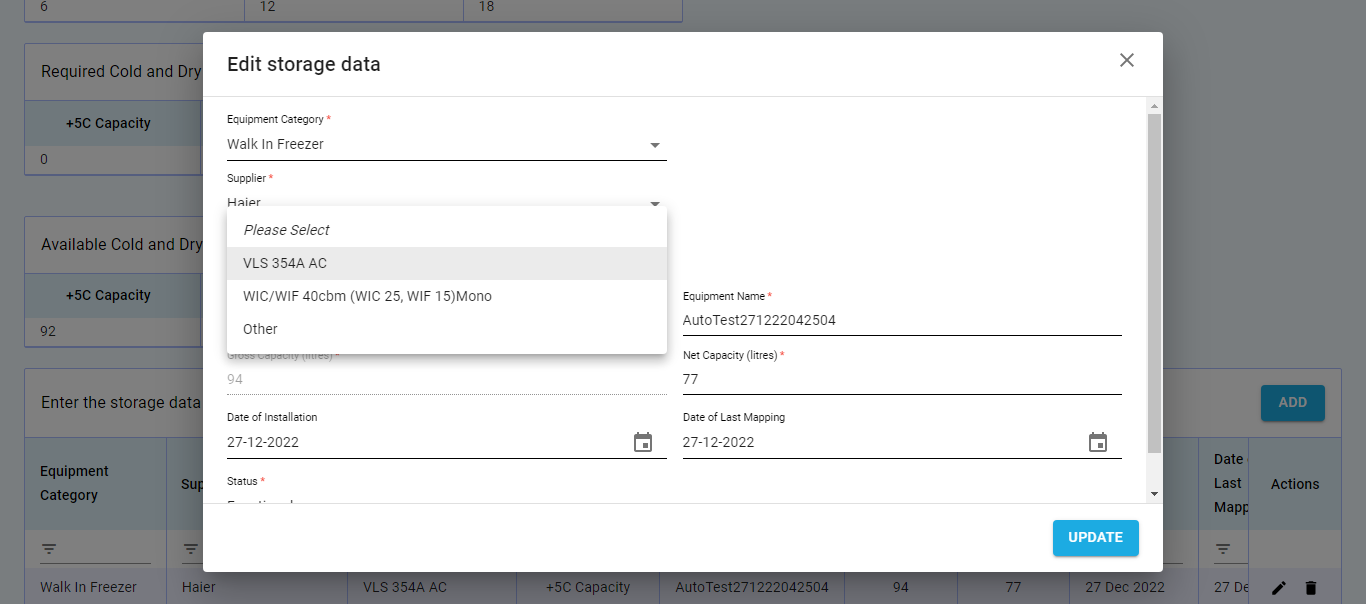 6 12 18
Required Cold and Dry
+5C Capacity
0
Available Cold and Dry
+5C Capacity
92
Enter the storage data
ADD
Equipment
Category
Date
Last
Mapp
Actions
Walk In Freezer Haier VLS 354A AC +5C Capacity AutoTest271222042504 94 77 27 Dec 2022 27 De
Edit storage data
Equipment Category *
Walk In Freezer
Supplier *
Haier
Please Select
VLS 354A AC
WIC/WIF 40cbm (WIC 25, WIF 15)Mono
Other
Equipment Name *
AutoTest271222042504
Gross Capacity (litres) *
94
Net Capacity (litres) *
77
Date of Installation
27-12-2022
Date of Last Mapping
27-12-2022
Status *
UPDATE